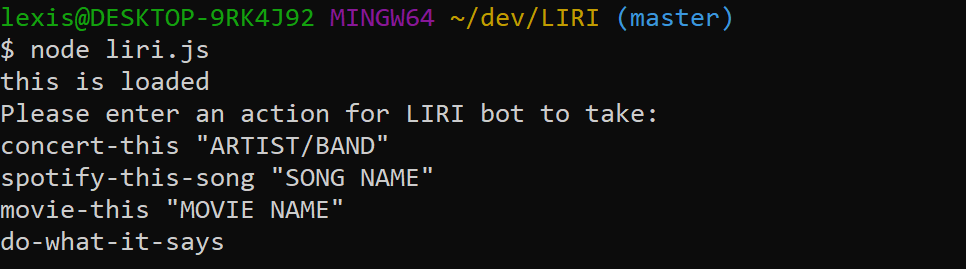 lexis@DESKTOP-9RK4J92 MINGW64 ~/dev/LIRI (master)
$ node liri.js
this is loaded
Please enter an action for LIRI bot to take:
concert-this "ARTIST/BAND"
spotify-this-song "SONG NAME"
movie-this "MOVIE NAME"
do-what-it-says